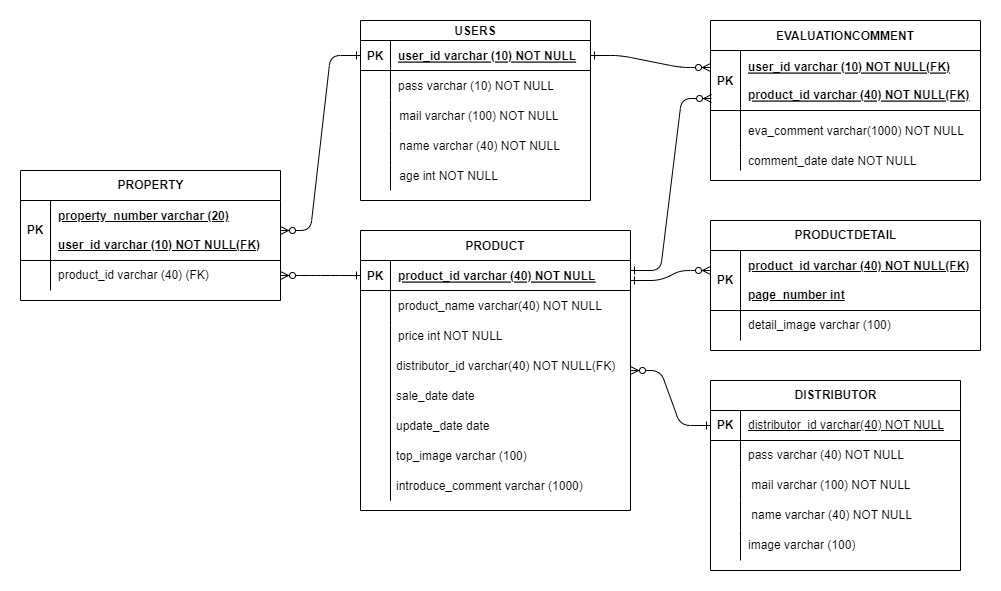 USERS
PK user_id varchar (10) NOT NULL
pass varchar (10) NOT NULL
mail varchar (100) NOT NULL
name varchar (40) NOT NULL
age int NOT NULL
EVALUATIONCOMMENT
PK
user_id varchar (10) NOT NULL(FK)
product_id varchar (40) NOT NULL(FK)
eva_comment varchar(1000) NOT NULL
comment_date date NOT NULL
PROPERTY
PK
property_number varchar (20)
user_id varchar (10) NOT NULL(FK)
product_id varchar (40) (FK)
PRODUCT
PK product_id varchar (40) NOT NULL
product_name varchar(40) NOT NULL
price int NOT NULL
distributor_id varchar(40) NOT NULL(FK)
sale_date date
update_date date
top_image varchar (100)
introduce_comment varchar (1000)
PRODUCTDETAIL
PK
product_id varchar (40) NOT NULL(FK)
page_number int
detail_image varchar (100)
DISTRIBUTOR
PK distributor_id varchar(40) NOT NULL
pass varchar (40) NOT NULL
mail varchar (100) NOT NULL
name varchar (40) NOT NULL
image varchar (100)